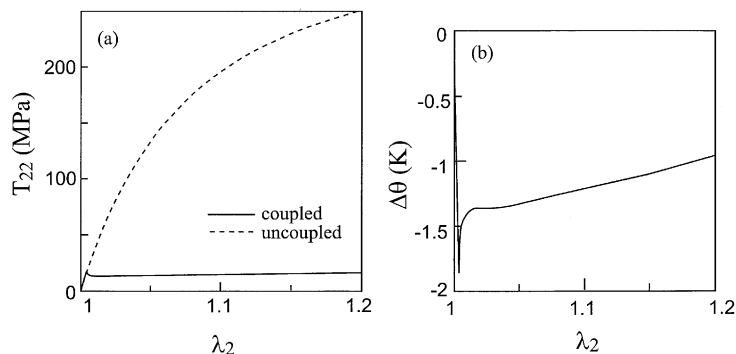 (a)
200
100
0
T22 (MPa)
coupled
uncoupled
1
1.1
1.2
λ2
(b)
0
-0.5
-1
-1.5
-2
Δθ (K)
1
1.1
1.2
λ2